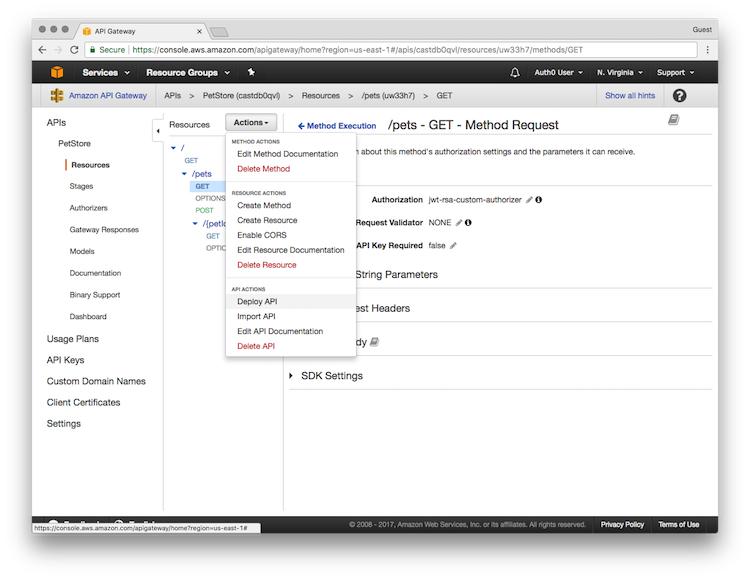 API Gateway
Guest
Secure https://console.aws.amazon.com/apigateway/home?region=us-east-1#/apis/castdb0qvl/resources/uw33h7/methods/GET
Services Resource Groups Auth0 User N. Virginia Support
Amazon API Gateway APIs > PetStore (castdb0qvl) > Resources > /pets (uw33h7) > GET Show all hints
APIs
PetStore
Resources
Stages
Authorizers
Gateway Responses
Models
Documentation
Binary Support
Dashboard
Usage Plans
API Keys
Custom Domain Names
Client Certificates
Settings
Resources Actions
/
GET
/pets
GET
OPTIONS
POST
GET
METHOD ACTIONS
Edit Method Documentation
Delete Method
RESOURCE ACTIONS
Create Method
Create Resource
Enable CORS
Edit Resource Documentation
Delete Resource
API ACTIONS
Deploy API
Import API
Edit API Documentation
Delete API
Method Execution /pets - GET - Method Request
about this method's authorization settings and the parameters it can receive.
Authorization jwt-rsa-custom-authorizer
Request Validator NONE
API Key Required false
String Parameters
Headers
SDK Settings
https://console.aws.amazon.com/apigateway/home?region=us-east-1#
© 2008 - 2017, Amazon Web Services, Inc. or its affiliates. All rights reserved. Privacy Policy Terms of Use